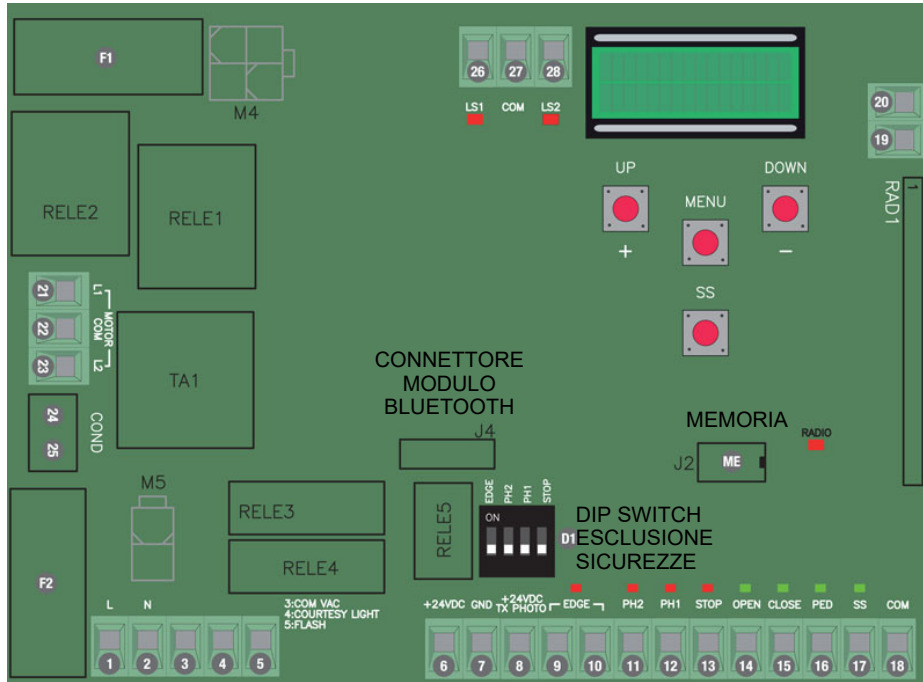 F1
M4
26 27 28
LS1 COM LS2
20
19
RAD1
1
UP
DOWN
MENU
+
−
SS
RELE2
RELE1
21
22
23
L1
MOTOR
COM
L2
TA1
24
25
COND
CONNETTORE
MODULO
BLUETOOTH
J4
MEMORIA
RADIO
J2
ME
M5
RELE3
RELE4
RELE5
EDGE PH2 PH1 STOP
ON
D1
DIP SWITCH
ESCLUSIONE
SICUREZZE
F2
L N
3:COM VAC
4:COURTESY LIGHT
5:FLASH
1 2 3 4 5
+24VDC GND +24VDC
TX PHOTO
EDGE PH2 PH1 STOP OPEN CLOSE PED SS COM
6 7 8 9 10 11 12 13 14 15 16 17 18